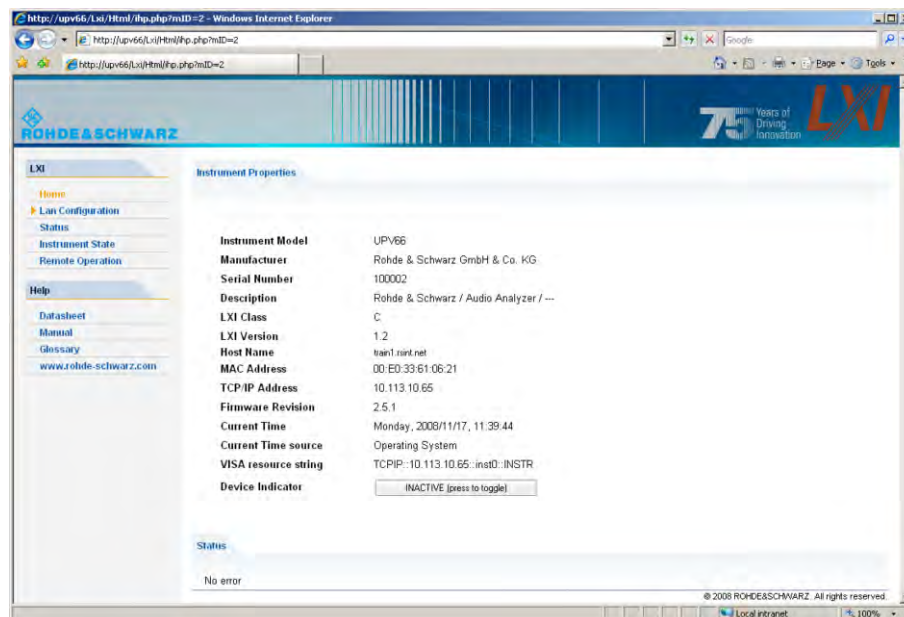 http://upv66/Lxi/Html/ihp.php?mID=2 - Windows Internet Explorer
http://upv66/Lxi/Html/ihp.php?mID=2
Google
http://upv66/Lxi/Html/ihp.php?mID=2
Page
Tools
ROHDE&SCHWARZ
75 Years of
Driving
Innovation
LXI
LXI
Home
Lan Configuration
Status
Instrument State
Remote Operation
Help
Datasheet
Manual
Glossary
www.rohde-schwarz.com
Instrument Properties
Instrument Model UPV66
Manufacturer Rohde & Schwarz GmbH & Co. KG
Serial Number 100002
Description Rohde & Schwarz / Audio Analyzer / ---
LXI Class C
LXI Version 1.2
Host Name train1.rsint.net
MAC Address 00:E0:33:61:06:21
TCP/IP Address 10.113.10.65
Firmware Revision 2.5.1
Current Time Monday, 2008/11/17, 11:39:44
Current Time source Operating System
VISA resource string TCPIP::10.113.10.65::inst0::INSTR
Device Indicator INACTIVE (press to toggle)
Status
No error
© 2008 ROHDE&SCHWARZ. All rights reserved.
Local intranet
100%